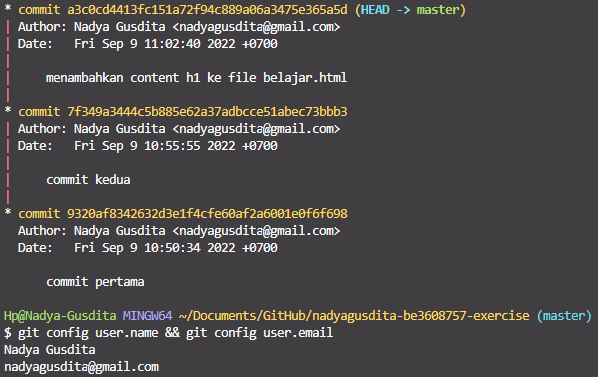 * commit a3c0cd4413fc151a72f94c889a06a3475e365a5d (HEAD -> master)
| Author: Nadya Gusdita <nadyagusdita@gmail.com>
| Date:   Fri Sep 9 11:02:40 2022 +0700
|
|     menambahkan content h1 ke file belajar.html
|
* commit 7f349a3444c5b885e62a37adbcce51abec73bbb3
| Author: Nadya Gusdita <nadyagusdita@gmail.com>
| Date:   Fri Sep 9 10:55:55 2022 +0700
|
|     commit kedua
|
* commit 9320af8342632d3e1f4cfe60af2a6001e0f6f698
  Author: Nadya Gusdita <nadyagusdita@gmail.com>
  Date:   Fri Sep 9 10:50:34 2022 +0700

      commit pertama

Hp@Nadya-Gusdita MINGW64 ~/Documents/GitHub/nadyagusdita-be3608757-exercise (master)
$ git config user.name && git config user.email
Nadya Gusdita
nadyagusdita@gmail.com